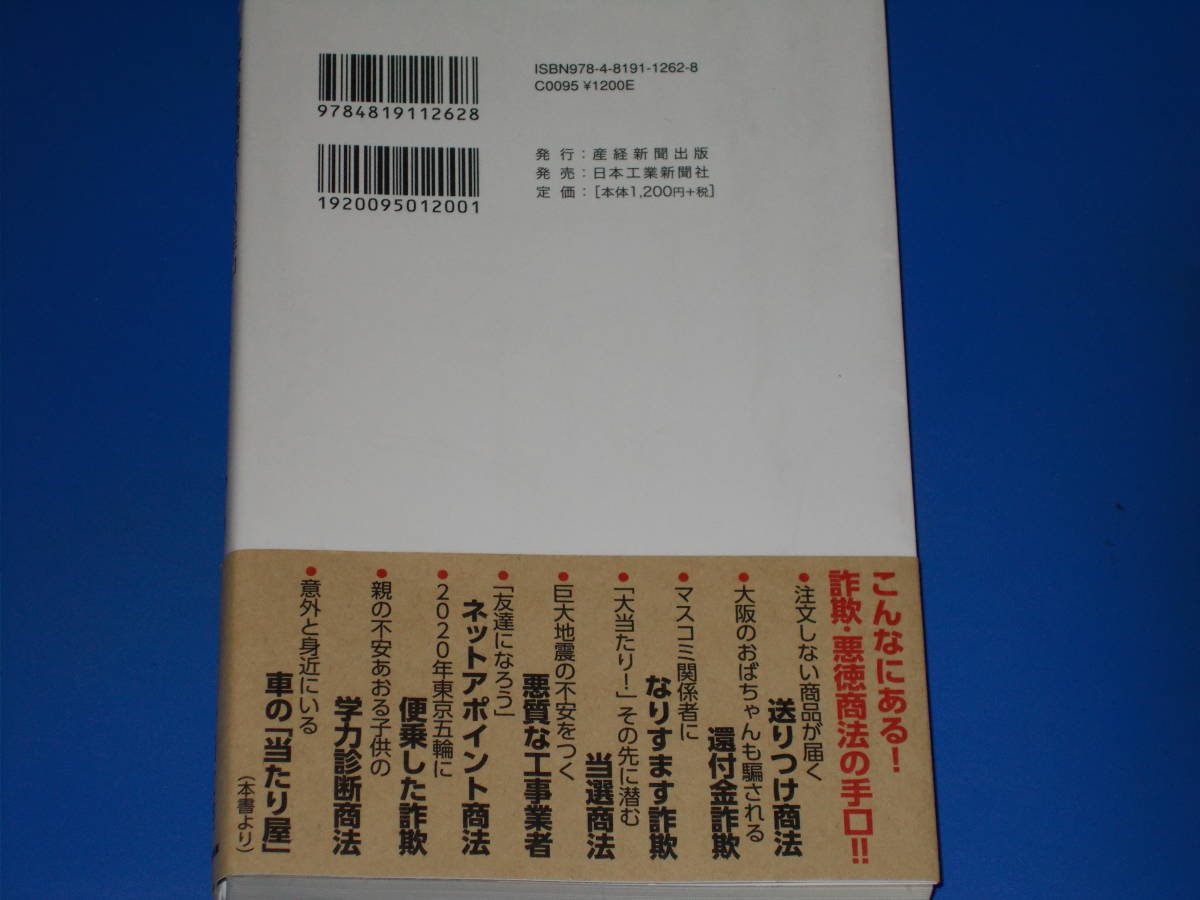 ISBN978-4-8191-1262-8
C0095 ¥1200E
9784819112628
1920095012001
発行：産経新聞出版
発売：日本工業新聞社
定価：[本体1,200円+税]
こんなにある！
詐欺・悪徳商法の手口!!
●注文しない商品が届く
送りつけ商法
●大阪のおばちゃんも騙される
還付金詐欺
●マスコミ関係者に
なりすます詐欺
●「大当たり！」その先に潜む
当選商法
●巨大地震の不安をつく
悪質な工事業者
●「友達になろう」
ネットアポイント商法
●2020年東京五輪に
便乗した詐欺
●親の不安あおる子供の
学力診断商法
●意外と身近にいる
車の「当たり屋」
（本書より）